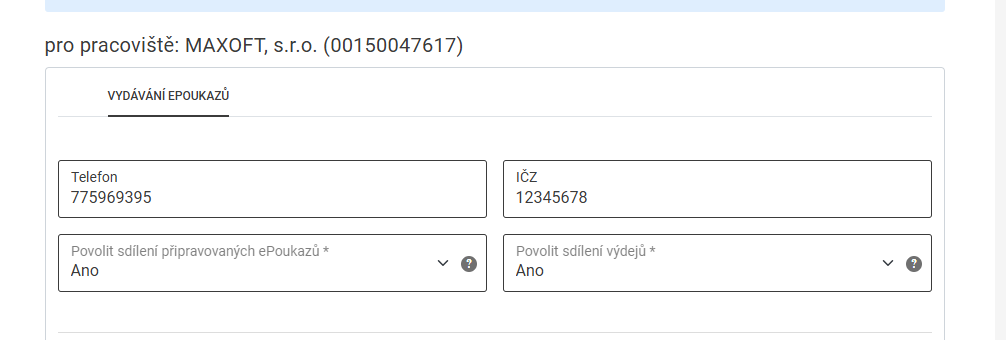 pro pracoviště: MAXOFT, s.r.o. (00150047617)
VYDÁVÁNÍ EPOUKAZŮ
Telefon
775969395
IČZ
12345678
Povolit sdílení připravovaných ePoukazů *
Ano
?
Povolit sdílení výdejů *
Ano
?